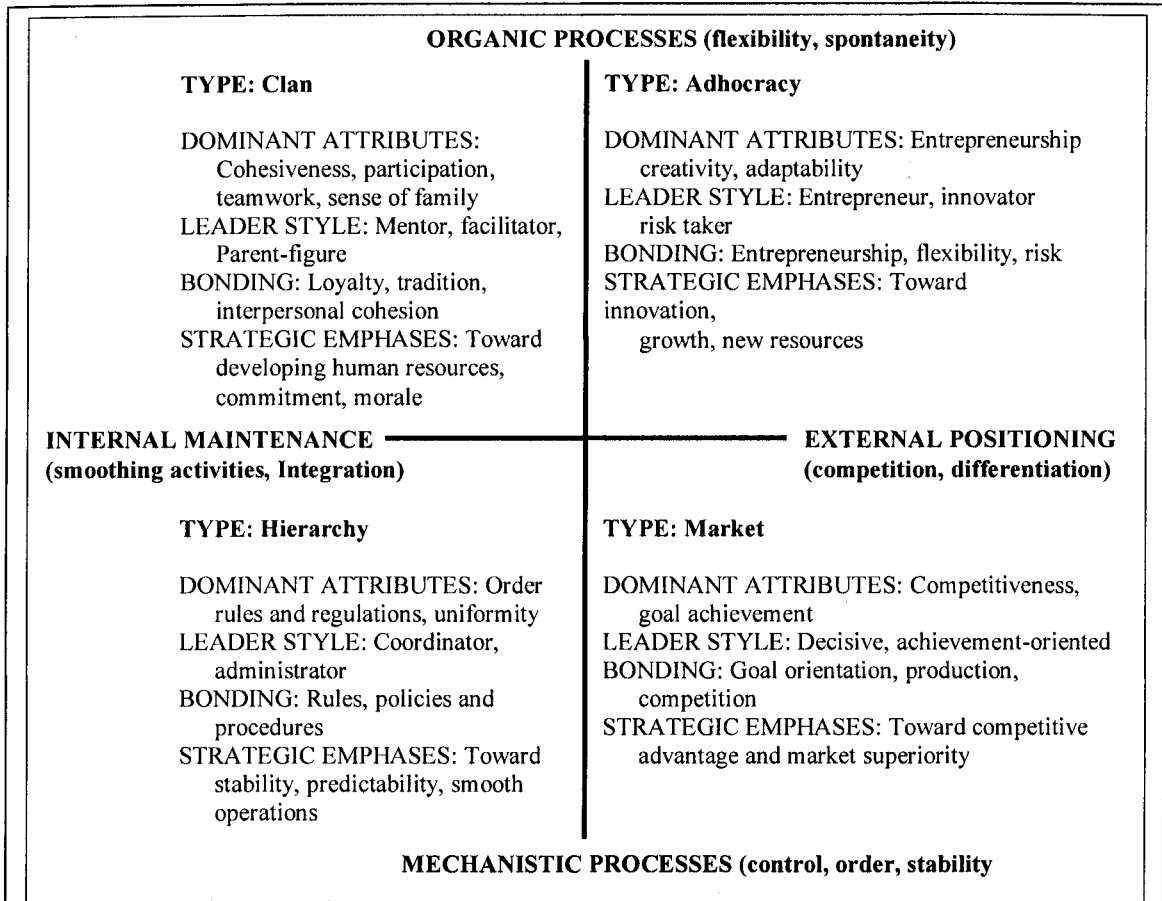 ORGANIC PROCESSES (flexibility, spontaneity)
TYPE: Clan
DOMINANT ATTRIBUTES:
Cohesiveness, participation,
teamwork, sense of family
LEADER STYLE: Mentor, facilitator,
Parent-figure
BONDING: Loyalty, tradition,
interpersonal cohesion
STRATEGIC EMPHASES: Toward
developing human resources,
commitment, morale
TYPE: Adhocracy
DOMINANT ATTRIBUTES: Entrepreneurship
creativity, adaptability
LEADER STYLE: Entrepreneur, innovator
risk taker
BONDING: Entrepreneurship, flexibility, risk
STRATEGIC EMPHASES: Toward
innovation,
growth, new resources
INTERNAL MAINTENANCE
(smoothing activities, Integration)
EXTERNAL POSITIONING
(competition, differentiation)
TYPE: Hierarchy
DOMINANT ATTRIBUTES: Order
rules and regulations, uniformity
LEADER STYLE: Coordinator,
administrator
BONDING: Rules, policies and
procedures
STRATEGIC EMPHASES: Toward
stability, predictability, smooth
operations
TYPE: Market
DOMINANT ATTRIBUTES: Competitiveness,
goal achievement
LEADER STYLE: Decisive, achievement-oriented
BONDING: Goal orientation, production,
competition
STRATEGIC EMPHASES: Toward competitive
advantage and market superiority
MECHANISTIC PROCESSES (control, order, stability